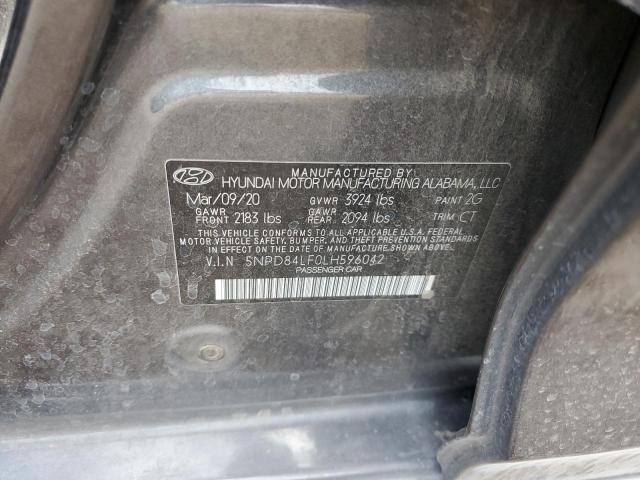 MANUFACTURED BY
HYUNDAI MOTOR MANUFACTURING ALABAMA, LLC
Mar/09/20 GVWR 3924 lbs PAINT 2G
GAWR FRONT 2183 lbs GAWR REAR 2094 lbs TRIM CT
THIS VEHICLE CONFORMS TO ALL APPLICABLE U.S.A. FEDERAL
MOTOR VEHICLE SAFETY, BUMPER, AND THEFT PREVENTION
STANDARDS IN EFFECT ON THE DATE OF MANUFACTURE SHOWN ABOVE.
V.I.N 5NPD84LF0LH596042
PASSENGER CAR